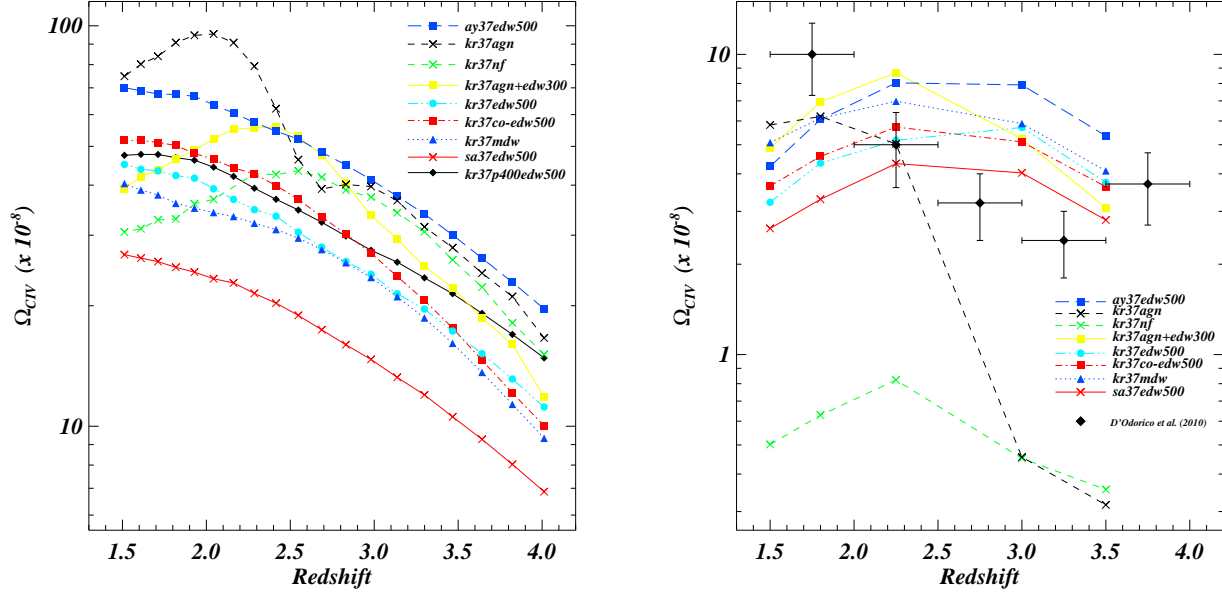 100
10
Ω_CIV (x 10^-8)
1.5 2.0 2.5 3.0 3.5 4.0
Redshift
ay37edw500
kr37agn
kr37nf
kr37agn+edw300
kr37edw500
kr37co-edw500
kr37mdw
sa37edw500
kr37p400edw500
10
1
Ω_CIV (x 10^-8)
1.5 2.0 2.5 3.0 3.5 4.0
Redshift
ay37edw500
kr37agn
kr37nf
kr37agn+edw300
kr37edw500
kr37co-edw500
kr37mdw
sa37edw500
D'Odorico et al. (2010)